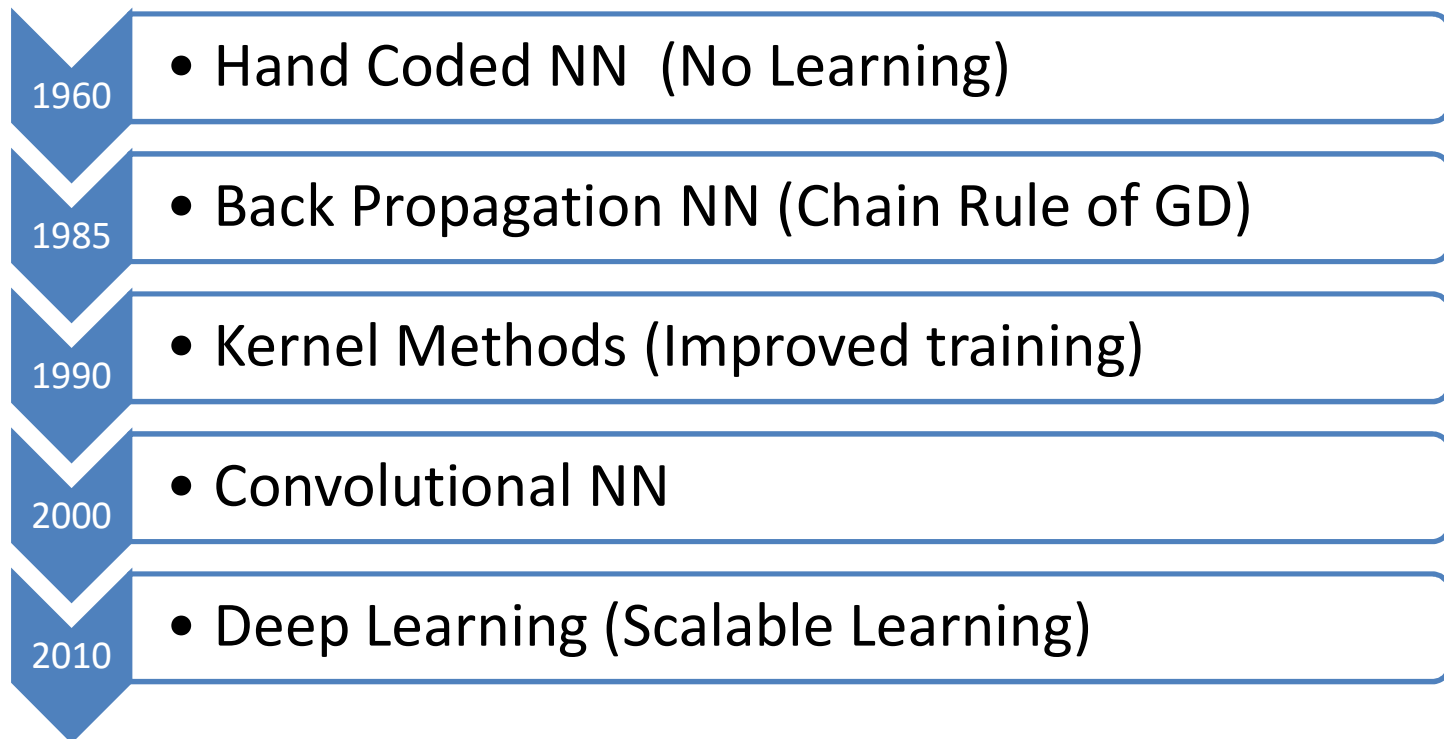 1960
• Hand Coded NN  (No Learning)
1985
• Back Propagation NN (Chain Rule of GD)
1990
• Kernel Methods (Improved training)
2000
• Convolutional NN
2010
• Deep Learning (Scalable Learning)